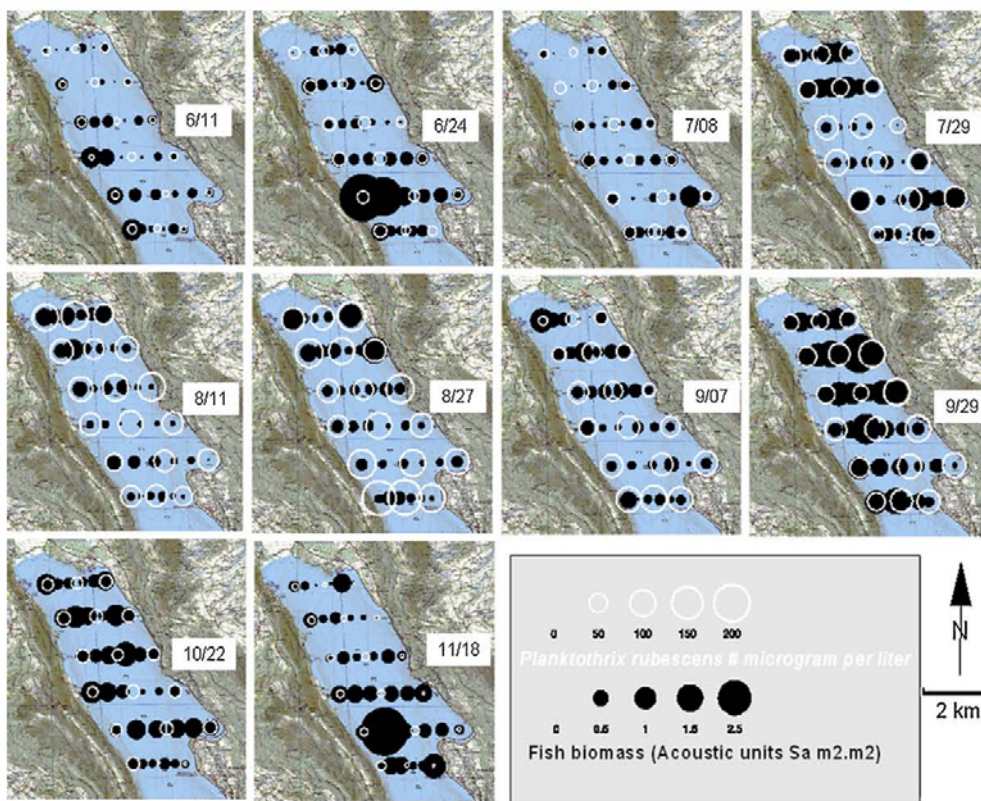 6/11
6/24
7/08
7/29
8/11
8/27
9/07
9/29
10/22
11/18
0 50 100 150 200
Planktothrix rubescens # microgram per liter
0 0.5 1 1.5 2.5
Fish biomass (Acoustic units Sa m2.m2)
N
2 km